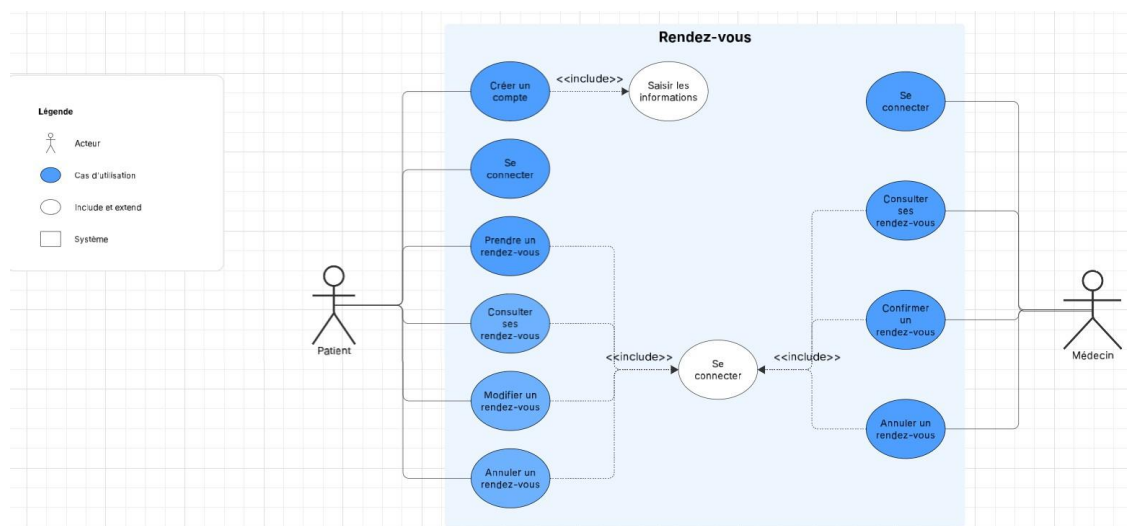 Rendez-vous
Légende
Acteur
Cas d'utilisation
Include et extend
Système
Patient
Créer un
compte
<<include>>
Saisir les
informations
Se
connecter
Prendre un
rendez-vous
Consulter
ses
rendez-vous
Modifier un
rendez-vous
Annuler un
rendez-vous
<<include>>
Se
connecter
<<include>>
Se
connecter
Consulter
ses
rendez-vous
Confirmer
un
rendez-vous
Annuler un
rendez-vous
Médecin